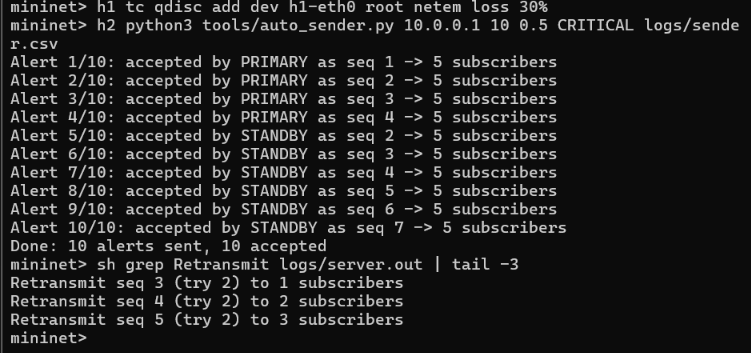 mininet> h1 tc qdisc add dev h1-eth0 root netem loss 30%
mininet> h2 python3 tools/auto_sender.py 10.0.0.1 10 0.5 CRITICAL logs/sende
r.csv
Alert 1/10: accepted by PRIMARY as seq 1 -> 5 subscribers
Alert 2/10: accepted by PRIMARY as seq 2 -> 5 subscribers
Alert 3/10: accepted by PRIMARY as seq 3 -> 5 subscribers
Alert 4/10: accepted by PRIMARY as seq 4 -> 5 subscribers
Alert 5/10: accepted by STANDBY as seq 2 -> 5 subscribers
Alert 6/10: accepted by STANDBY as seq 3 -> 5 subscribers
Alert 7/10: accepted by STANDBY as seq 4 -> 5 subscribers
Alert 8/10: accepted by STANDBY as seq 5 -> 5 subscribers
Alert 9/10: accepted by STANDBY as seq 6 -> 5 subscribers
Alert 10/10: accepted by STANDBY as seq 7 -> 5 subscribers
Done: 10 alerts sent, 10 accepted
mininet> sh grep Retransmit logs/server.out | tail -3
Retransmit seq 3 (try 2) to 1 subscribers
Retransmit seq 4 (try 2) to 2 subscribers
Retransmit seq 5 (try 2) to 3 subscribers
mininet>